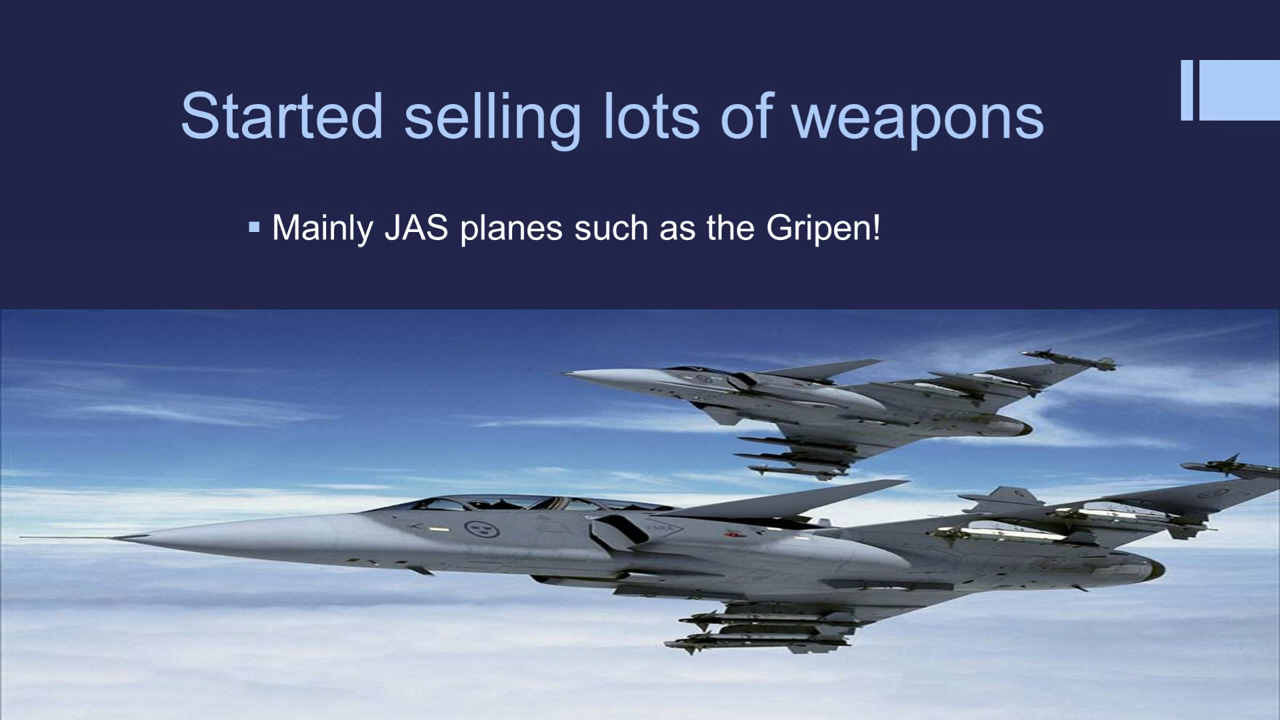 Started selling lots of weapons
Mainly JAS planes such as the Gripen!